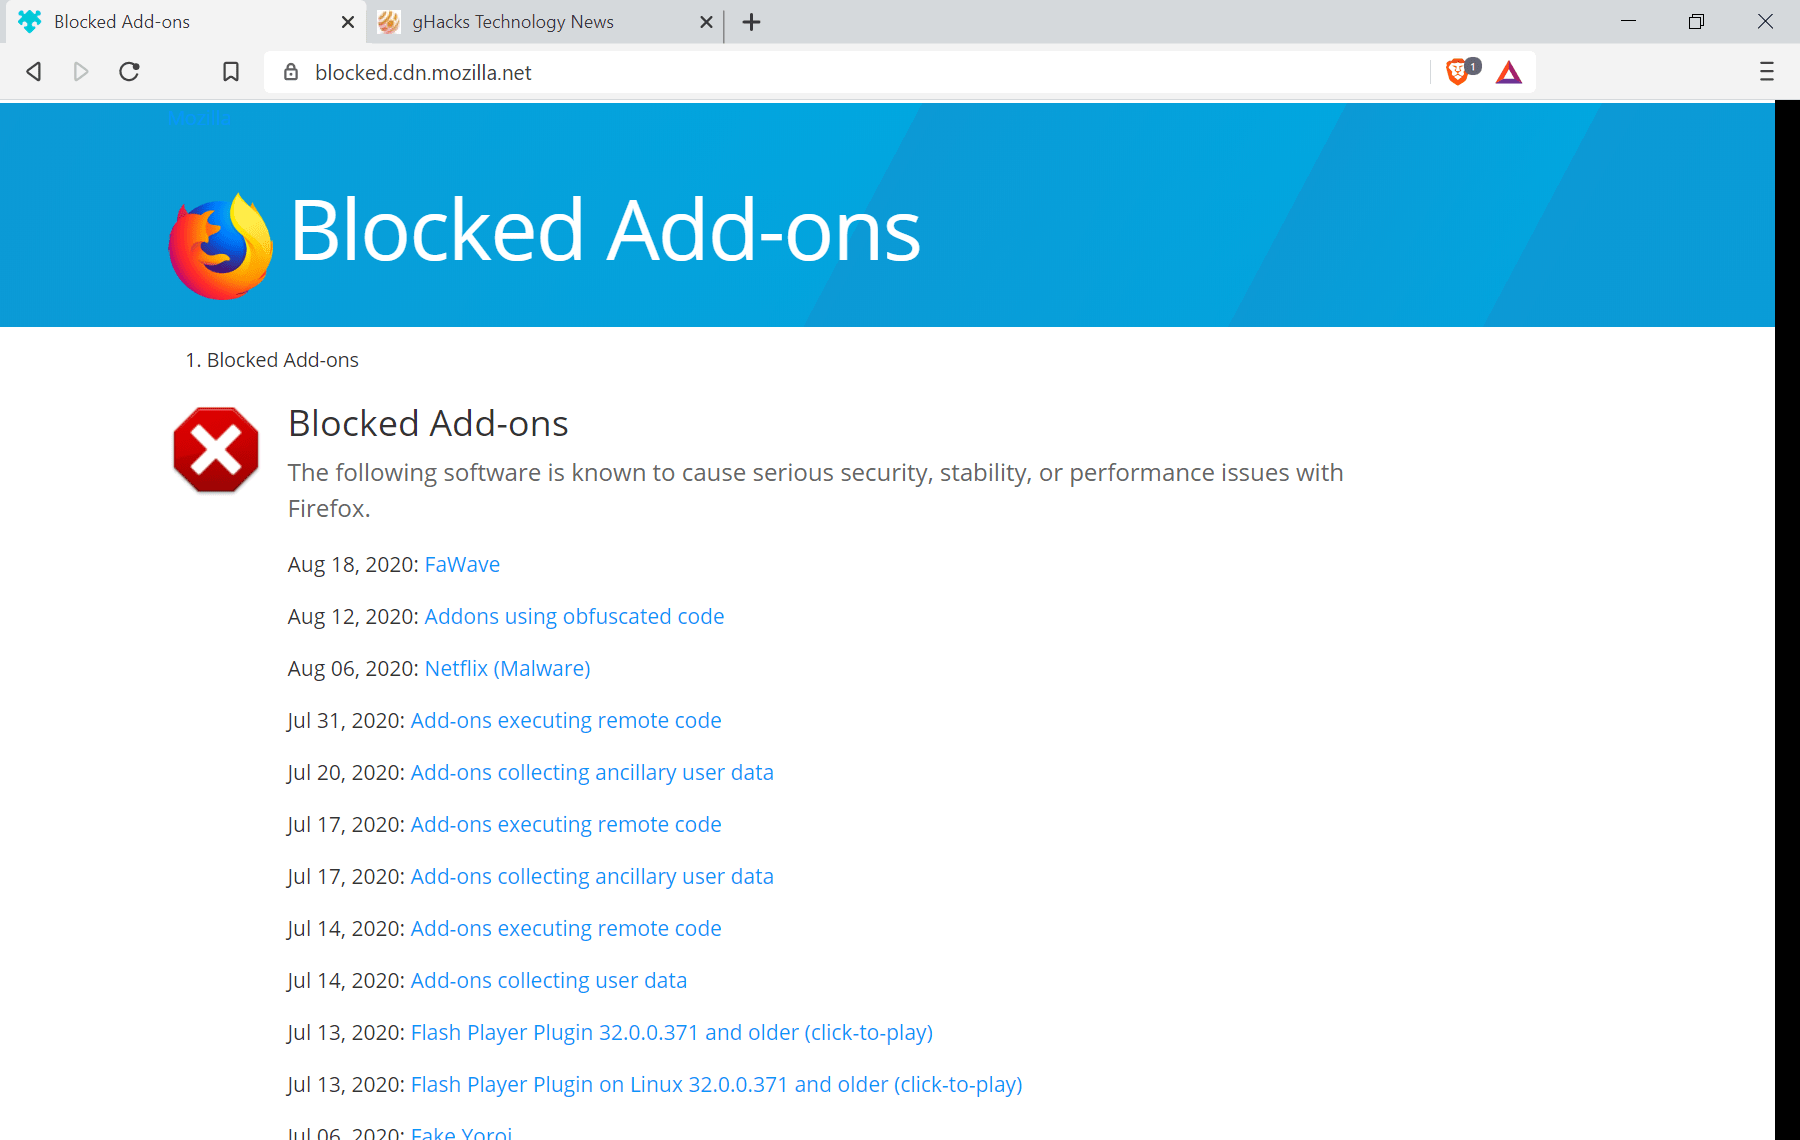 Blocked Add-ons
gHacks Technology News
blocked.cdn.mozilla.net
1
Blocked Add-ons
1. Blocked Add-ons
Blocked Add-ons
The following software is known to cause serious security, stability, or performance issues with
Firefox.
Aug 18, 2020: FaWave
Aug 12, 2020: Addons using obfuscated code
Aug 06, 2020: Netflix (Malware)
Jul 31, 2020: Add-ons executing remote code
Jul 20, 2020: Add-ons collecting ancillary user data
Jul 17, 2020: Add-ons executing remote code
Jul 17, 2020: Add-ons collecting ancillary user data
Jul 14, 2020: Add-ons executing remote code
Jul 14, 2020: Add-ons collecting user data
Jul 13, 2020: Flash Player Plugin 32.0.0.371 and older (click-to-play)
Jul 13, 2020: Flash Player Plugin on Linux 32.0.0.371 and older (click-to-play)
Jul 06, 2020: Fake Yoroi